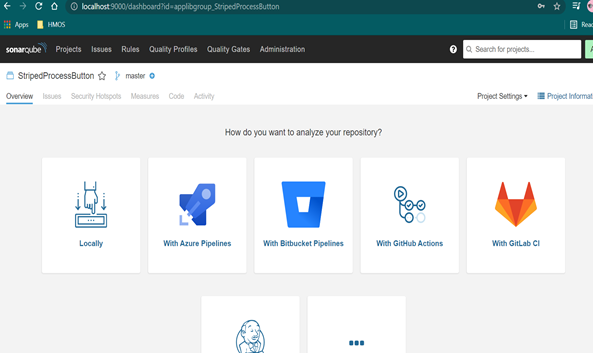 localhost:9000/dashboard?id=applibgroup_StripedProcessButton
Apps HMOS
sonarqube Projects Issues Rules Quality Profiles Quality Gates Administration ? Search for projects...
StripedProcessButton master
Overview Issues Security Hotspots Measures Code Activity Project Settings Project Informat
How do you want to analyze your repository?
Locally With Azure Pipelines With Bitbucket Pipelines With GitHub Actions With GitLab CI